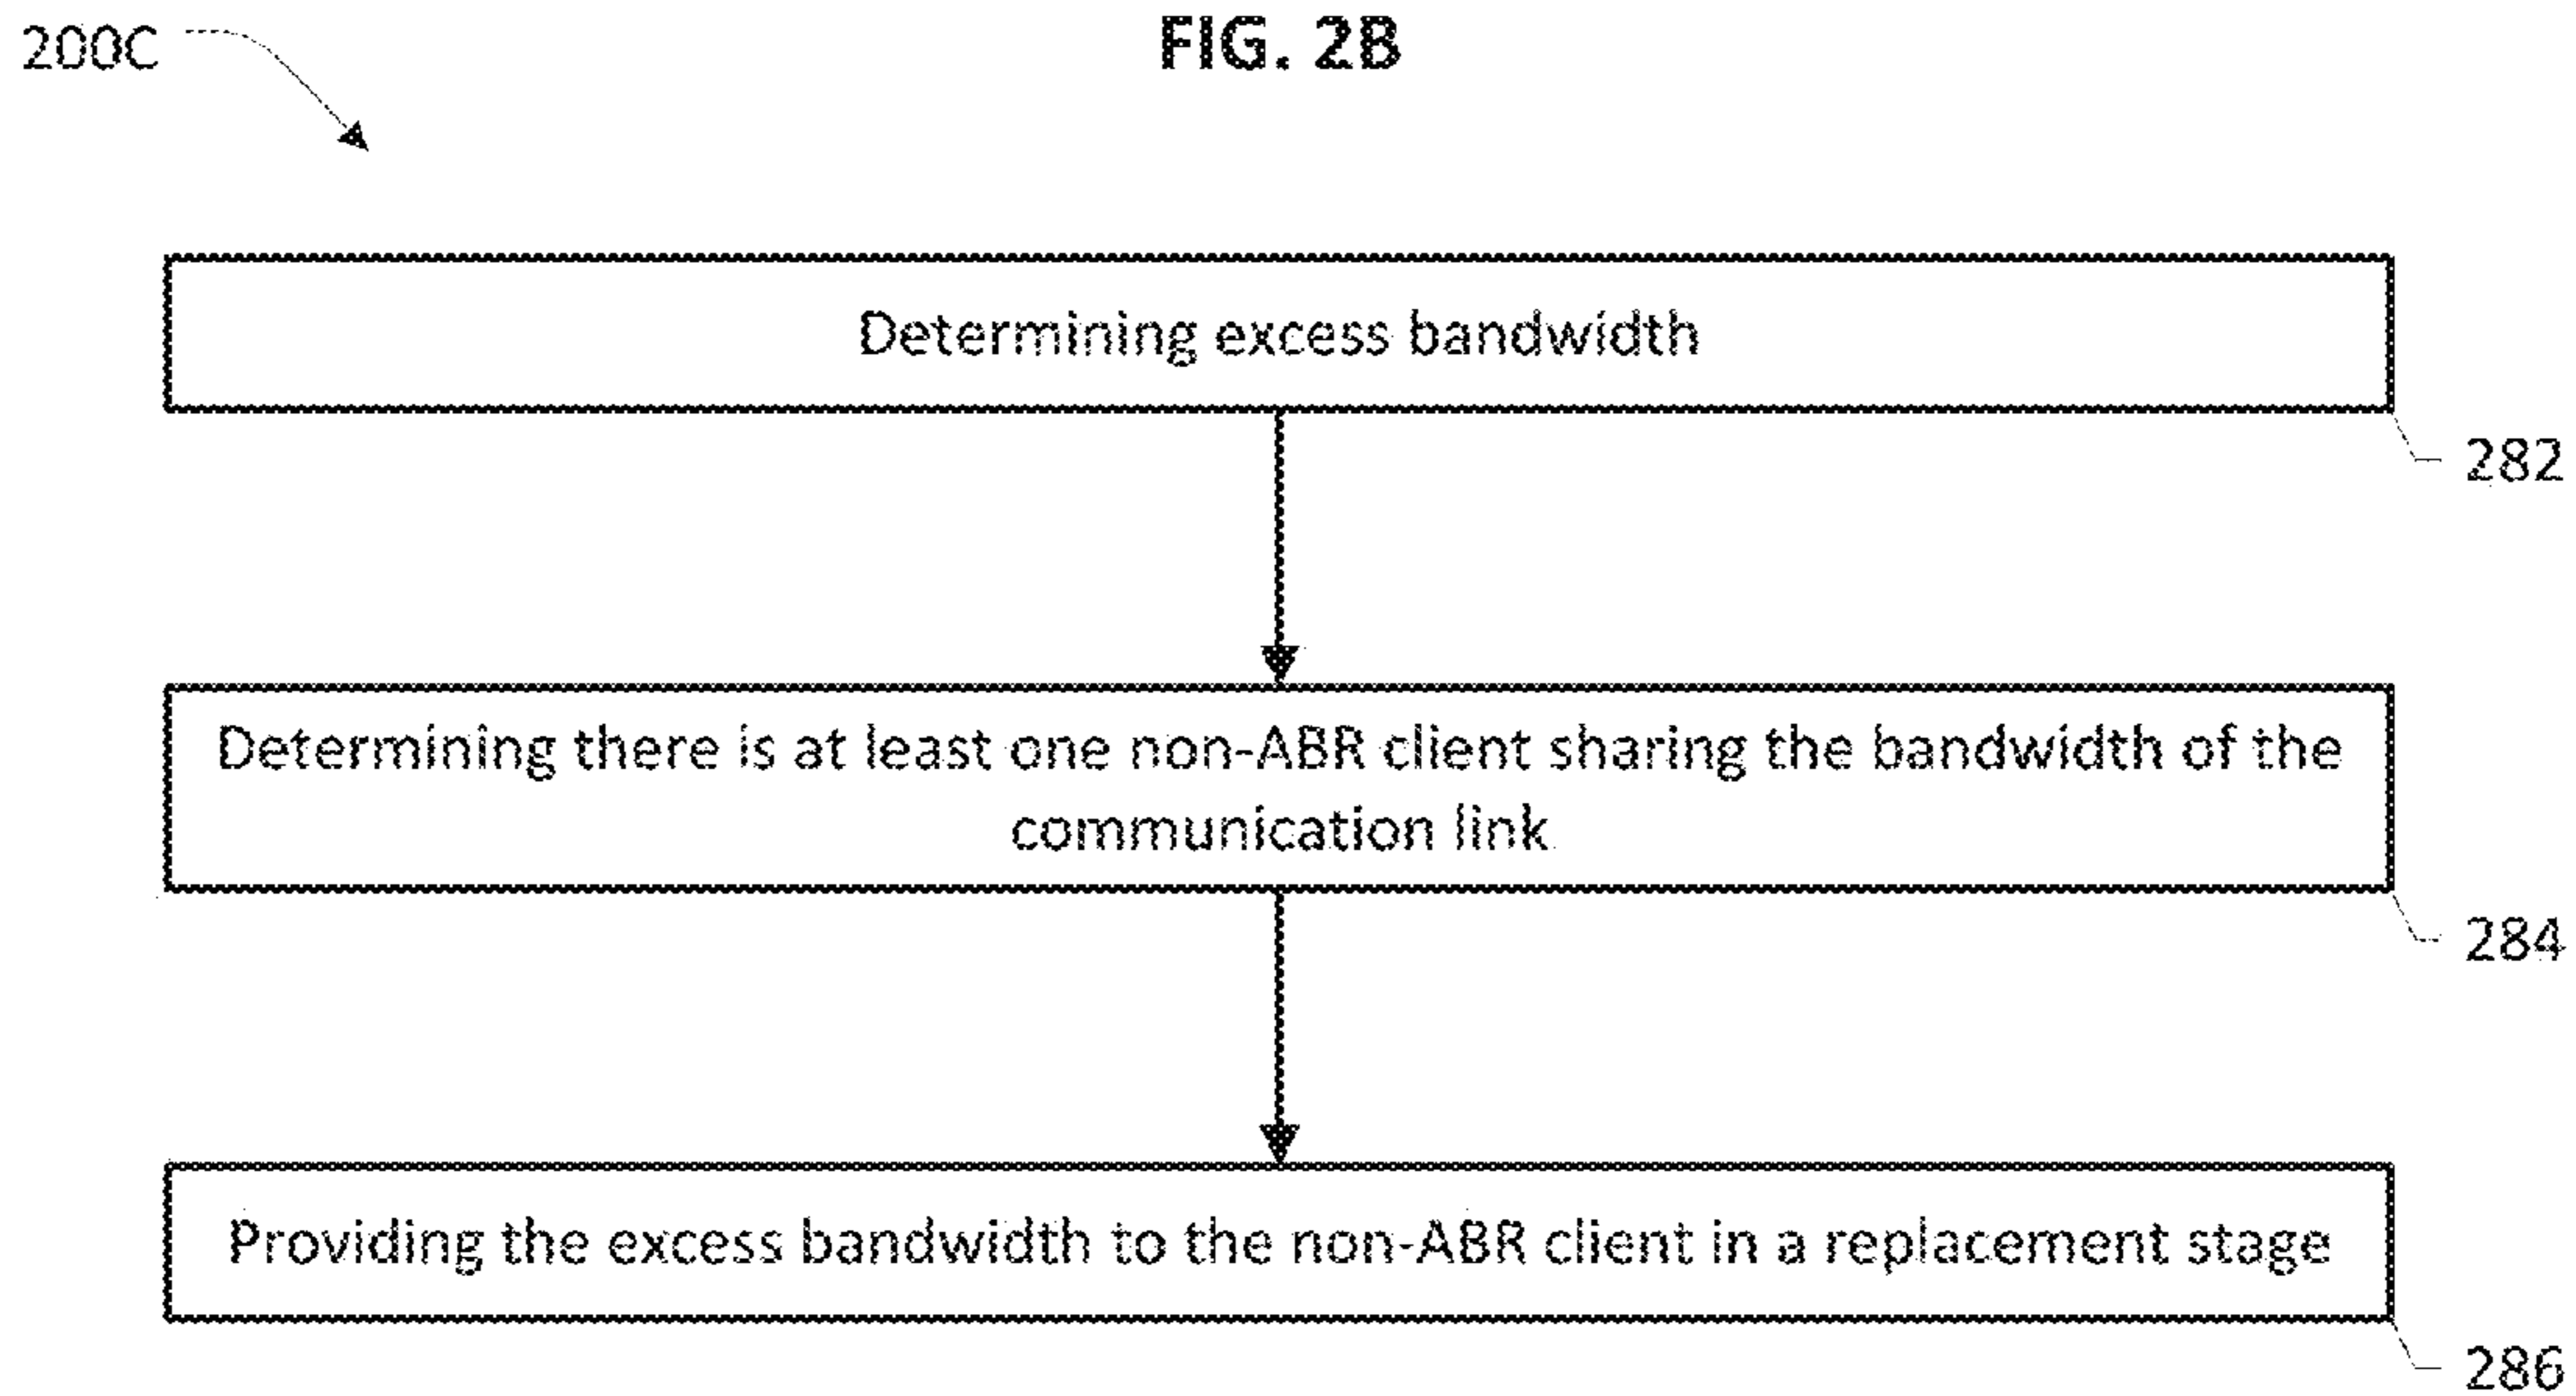 FIG. 2B
200C
Determining excess bandwidth
282
Determining there is at least one non-ABR client sharing the bandwidth of the
communication link
284
Providing the excess bandwidth to the non-ABR client in a replacement stage
286